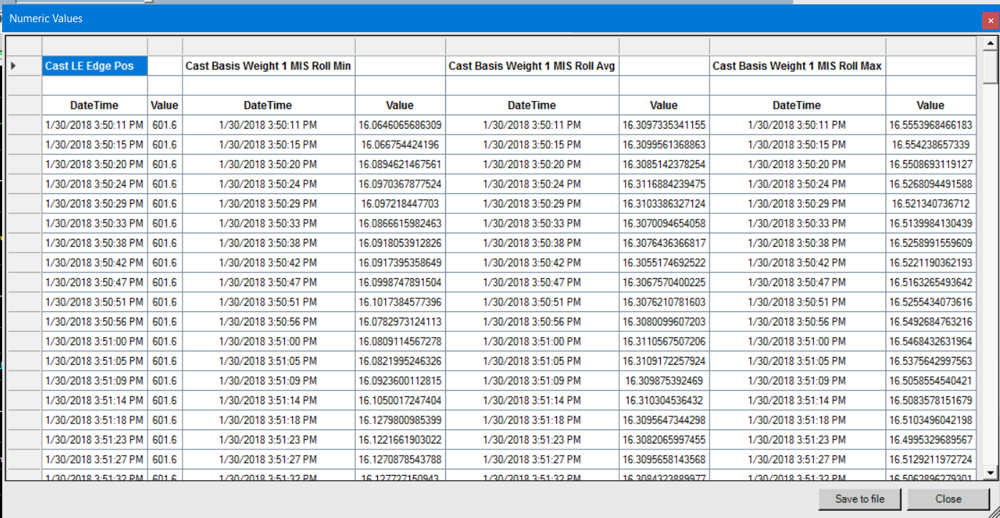 Numeric Values
Cast LE Edge Pos Cast Basis Weight 1 MIS Roll Min Cast Basis Weight 1 MIS Roll Avg Cast Basis Weight 1 MIS Roll Max
DateTime Value DateTime Value DateTime Value DateTime Value
1/30/2018 3:50:11 PM 601.6 1/30/2018 3:50:11 PM 16.0646065686309 1/30/2018 3:50:11 PM 16.3097335341155 1/30/2018 3:50:11 PM 16.5553968466183
1/30/2018 3:50:15 PM 601.6 1/30/2018 3:50:15 PM 16.066754424196 1/30/2018 3:50:15 PM 16.3099561368863 1/30/2018 3:50:15 PM 16.554238657339
1/30/2018 3:50:20 PM 601.6 1/30/2018 3:50:20 PM 16.0894621467561 1/30/2018 3:50:20 PM 16.3085142378254 1/30/2018 3:50:20 PM 16.5508693119127
1/30/2018 3:50:24 PM 601.6 1/30/2018 3:50:24 PM 16.0970367877524 1/30/2018 3:50:24 PM 16.3116884239475 1/30/2018 3:50:24 PM 16.5268094491588
1/30/2018 3:50:29 PM 601.6 1/30/2018 3:50:29 PM 16.097218447703 1/30/2018 3:50:29 PM 16.3103386327124 1/30/2018 3:50:29 PM 16.521340736712
1/30/2018 3:50:33 PM 601.6 1/30/2018 3:50:33 PM 16.0866615982463 1/30/2018 3:50:33 PM 16.3070094654058 1/30/2018 3:50:33 PM 16.5139984130439
1/30/2018 3:50:38 PM 601.6 1/30/2018 3:50:38 PM 16.0918053912826 1/30/2018 3:50:38 PM 16.3076436366817 1/30/2018 3:50:38 PM 16.5258991559609
1/30/2018 3:50:42 PM 601.6 1/30/2018 3:50:42 PM 16.0917395358649 1/30/2018 3:50:42 PM 16.3055174692522 1/30/2018 3:50:42 PM 16.5221190362193
1/30/2018 3:50:47 PM 601.6 1/30/2018 3:50:47 PM 16.0998747891504 1/30/2018 3:50:47 PM 16.3067570400225 1/30/2018 3:50:47 PM 16.5163265493642
1/30/2018 3:50:51 PM 601.6 1/30/2018 3:50:51 PM 16.1017384577396 1/30/2018 3:50:51 PM 16.3076210781603 1/30/2018 3:50:51 PM 16.5255434073616
1/30/2018 3:50:56 PM 601.6 1/30/2018 3:50:56 PM 16.0782973124113 1/30/2018 3:50:56 PM 16.3080099607203 1/30/2018 3:50:56 PM 16.5492684763216
1/30/2018 3:51:00 PM 601.6 1/30/2018 3:51:00 PM 16.0809114567278 1/30/2018 3:51:00 PM 16.3110567507206 1/30/2018 3:51:00 PM 16.5468432631964
1/30/2018 3:51:05 PM 601.6 1/30/2018 3:51:05 PM 16.0821995246326 1/30/2018 3:51:05 PM 16.3109172257924 1/30/2018 3:51:05 PM 16.5375642997563
1/30/2018 3:51:09 PM 601.6 1/30/2018 3:51:09 PM 16.0923600112815 1/30/2018 3:51:09 PM 16.309875392469 1/30/2018 3:51:09 PM 16.5058554540421
1/30/2018 3:51:14 PM 601.6 1/30/2018 3:51:14 PM 16.1050017247404 1/30/2018 3:51:14 PM 16.310304536432 1/30/2018 3:51:14 PM 16.5083578151679
1/30/2018 3:51:18 PM 601.6 1/30/2018 3:51:18 PM 16.1279800985399 1/30/2018 3:51:18 PM 16.3095647344298 1/30/2018 3:51:18 PM 16.5103496042198
1/30/2018 3:51:23 PM 601.6 1/30/2018 3:51:23 PM 16.1221661903022 1/30/2018 3:51:23 PM 16.3082065997455 1/30/2018 3:51:23 PM 16.4995329689567
1/30/2018 3:51:27 PM 601.6 1/30/2018 3:51:27 PM 16.1270878543788 1/30/2018 3:51:27 PM 16.3095658143568 1/30/2018 3:51:27 PM 16.5129211972724
1/30/2018 3:51:32 PM 601.6 1/30/2018 3:51:32 PM 16.127727150943 1/30/2018 3:51:32 PM 16.3084323889977 1/30/2018 3:51:32 PM 16.5062896279301
Save to file Close